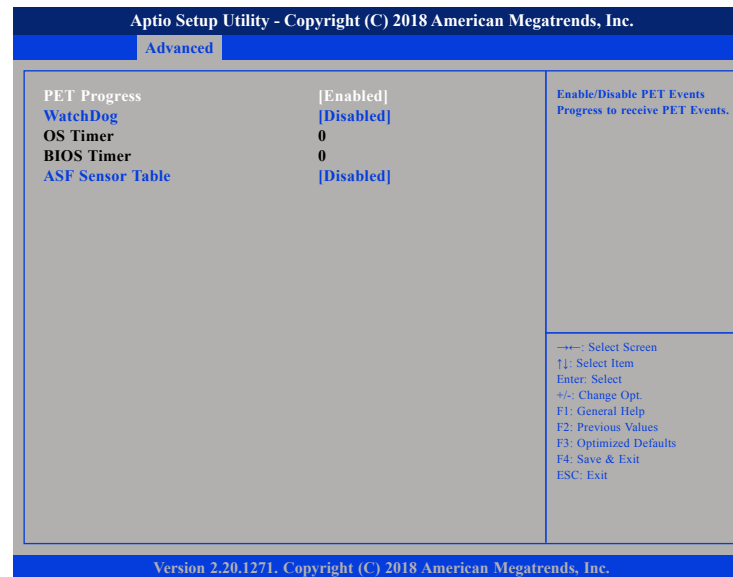 Aptio Setup Utility - Copyright (C) 2018 American Megatrends, Inc.
Advanced
PET Progress [Enabled]
WatchDog [Disabled]
OS Timer 0
BIOS Timer 0
ASF Sensor Table [Disabled]
Enable/Disable PET Events
Progress to receive PET Events.
→←: Select Screen
↑↓: Select Item
Enter: Select
+/-: Change Opt.
F1: General Help
F2: Previous Values
F3: Optimized Defaults
F4: Save & Exit
ESC: Exit
Version 2.20.1271. Copyright (C) 2018 American Megatrends, Inc.